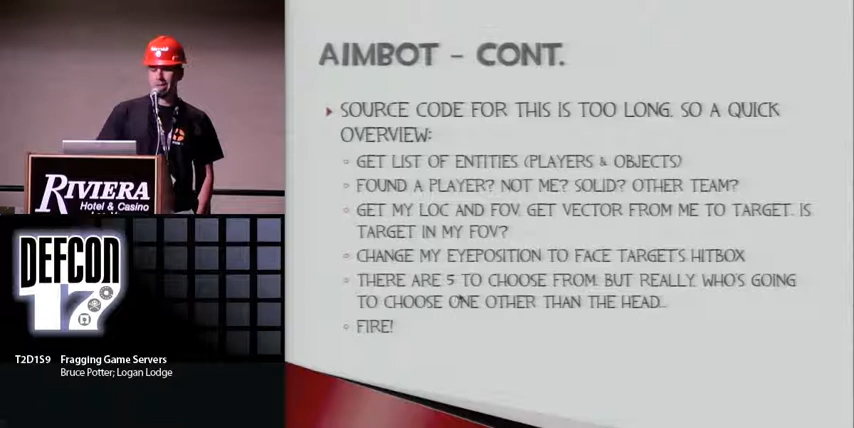 AIMBOT – CONT.
SOURCE CODE FOR THIS IS TOO LONG, SO A QUICK
OVERVIEW:
GET LIST OF ENTITIES (PLAYERS & OBJECTS)
FOUND A PLAYER? NOT ME? SOLID? OTHER TEAM?
GET MY LOC AND FOV. GET VECTOR FROM ME TO TARGET. IS
TARGET IN MY FOV?
CHANGE MY EYEPOSITION TO FACE TARGETS HITBOX
THERE ARE 5 TO CHOOSE FROM. BUT REALLY, WHO'S GOING
TO CHOOSE ONE OTHER THAN THE HEAD...
FIRE!
RIVIERA
Hotel & Casino
DEFCON
17
T2D1S9 Fragging Game Servers
Bruce Potter; Logan Lodge